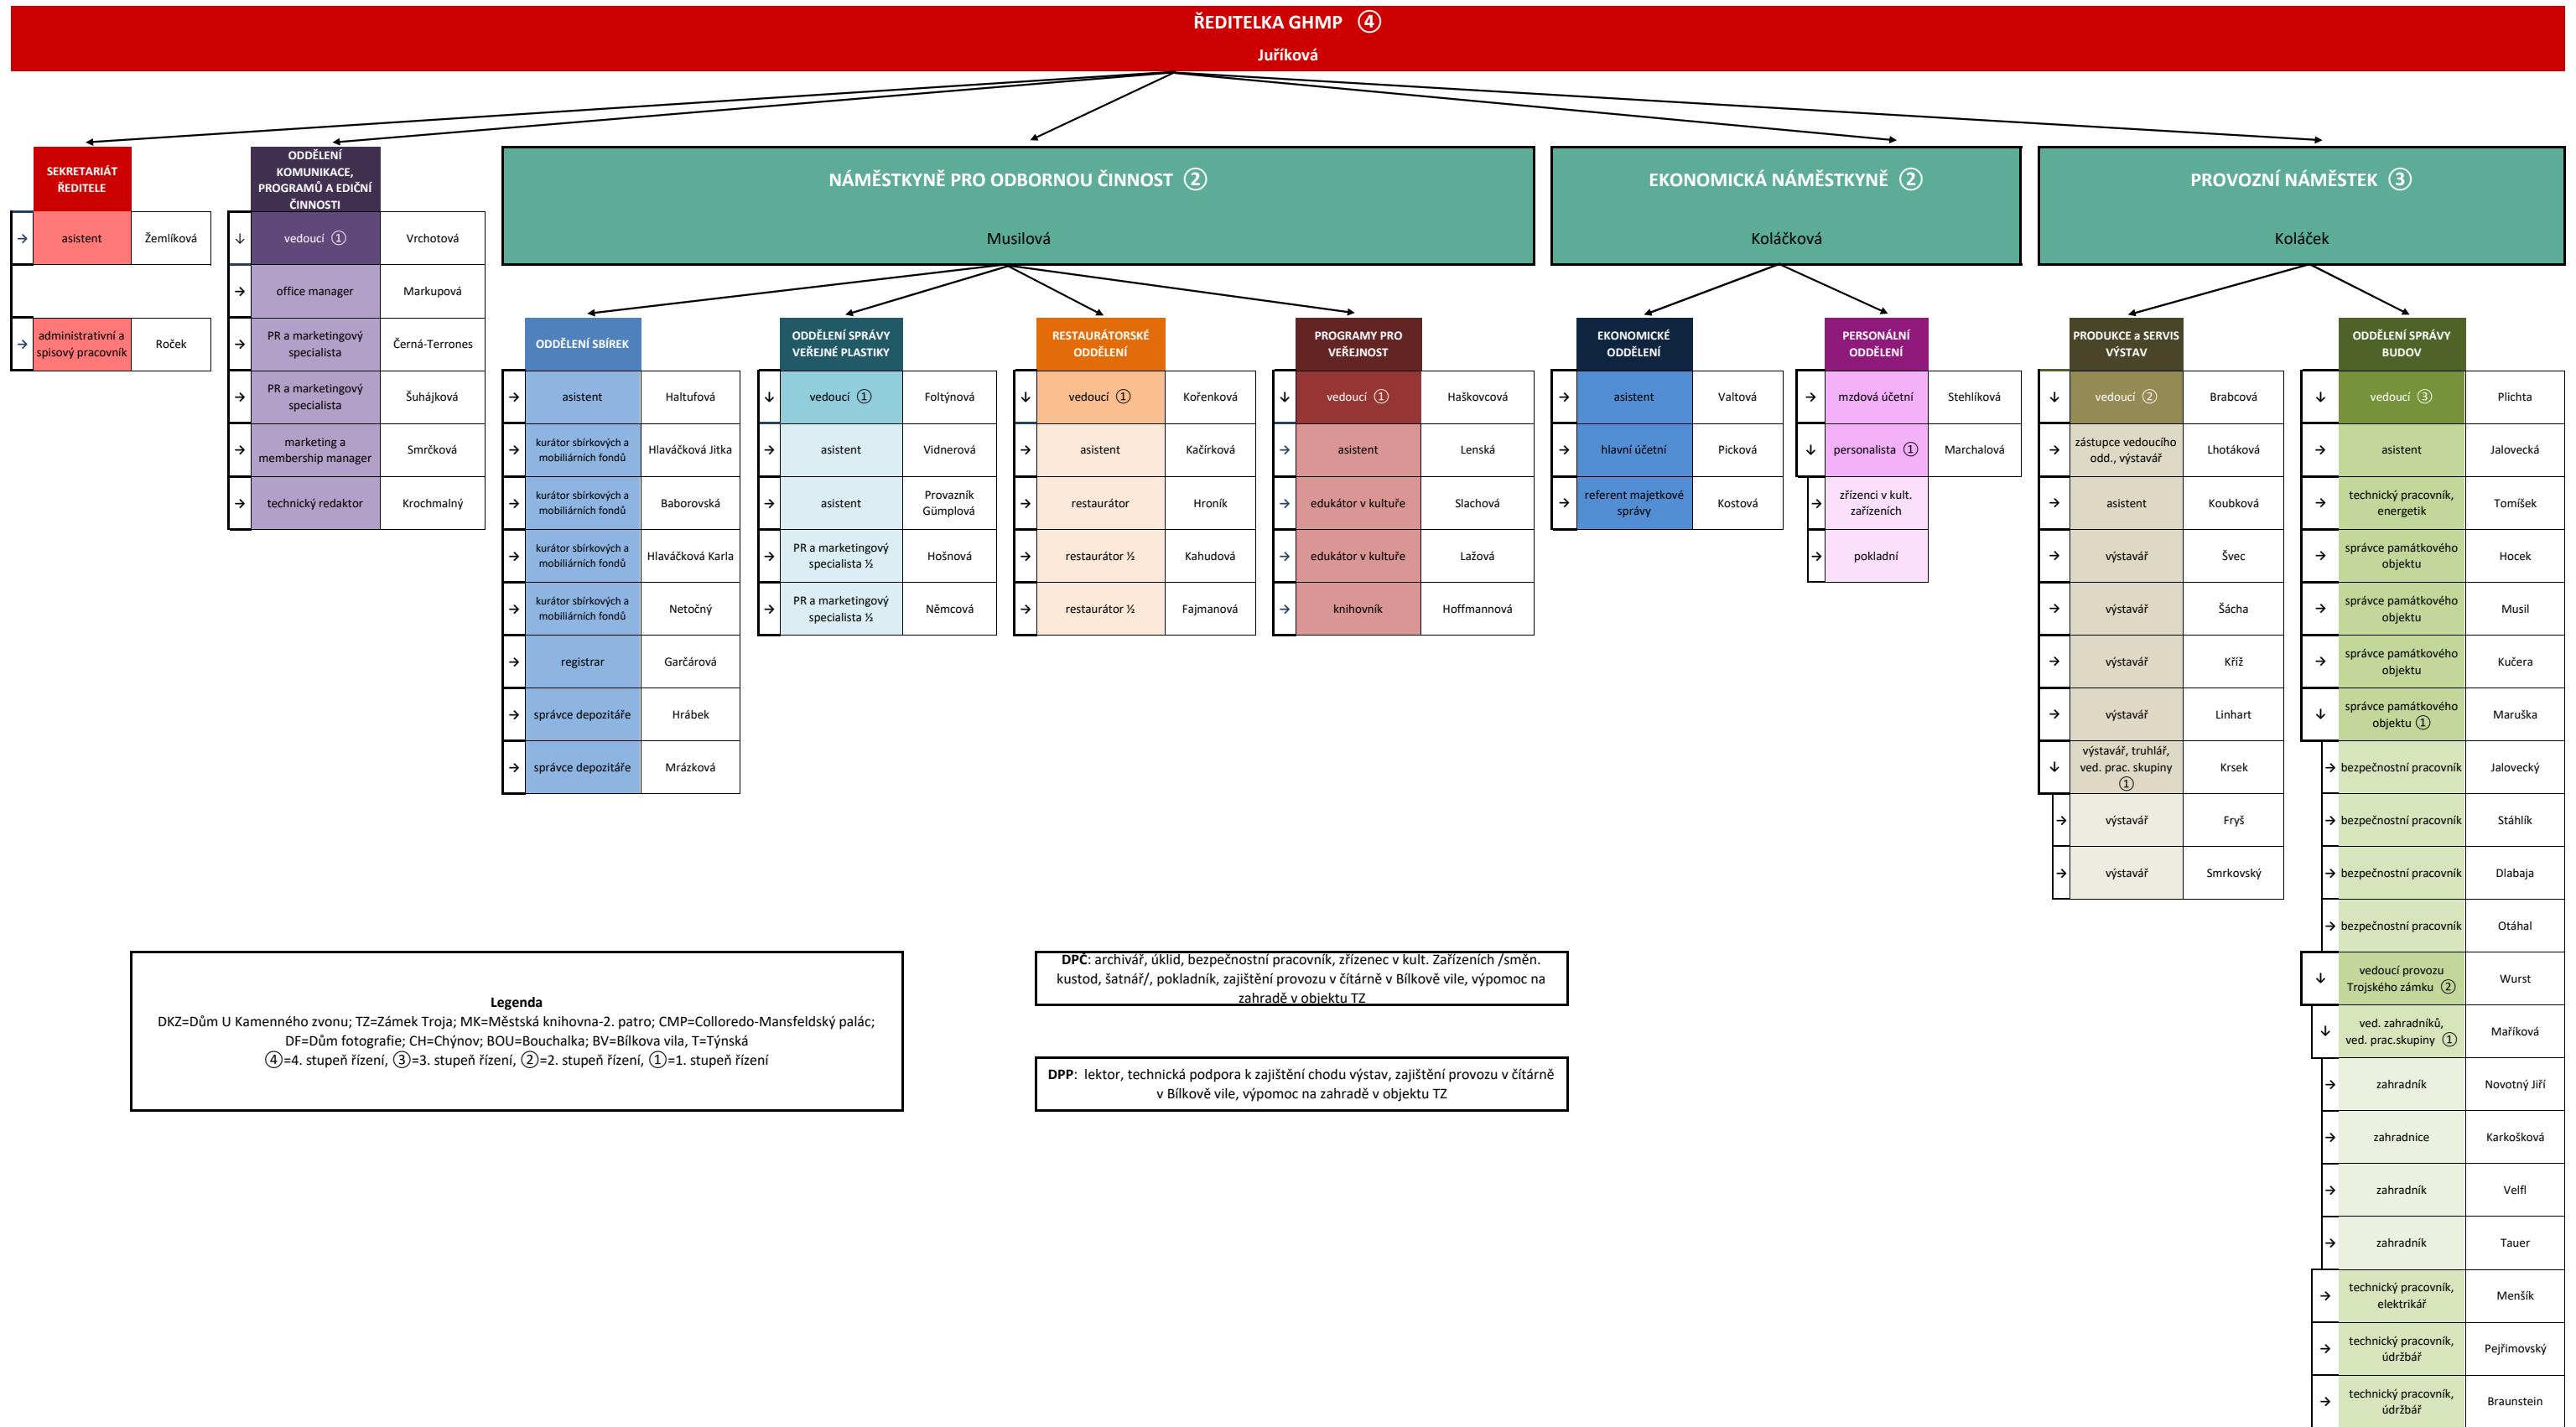 ŘEDITELKA GHMP ④
Juříková
SEKRETARIÁT
ŘEDITELE
→ asistent Žemlíková
→ administrativní a
spisový pracovník Roček
ODDĚLENÍ
KOMUNIKACE,
PROGRAMŮ A EDIČNÍ
ČINNOSTI
↓ vedoucí ① Vrchotová
→ office manager Markupová
→ PR a marketingový
specialista Černá-Terrones
→ PR a marketingový
specialista Šuhájková
→ marketing a
membership manager Smrčková
→ technický redaktor Krochmalný
NÁMĚSTKYNĚ PRO ODBORNOU ČINNOST ②
Musilová
ODDĚLENÍ SBÍREK
→ asistent Haltufová
→ kurátor sbírkových a
mobiliárních fondů Hlaváčková Jitka
→ kurátor sbírkových a
mobiliárních fondů Baborovská
→ kurátor sbírkových a
mobiliárních fondů Hlaváčková Karla
→ kurátor sbírkových a
mobiliárních fondů Netočný
→ registrar Garčárová
→ správce depozitáře Hrábek
→ správce depozitáře Mrázková
ODDĚLENÍ SPRÁVY
VEŘEJNÉ PLASTIKY
↓ vedoucí ① Foltýnová
→ asistent Vidnerová
→ asistent Provazník
Gümplová
→ PR a marketingový
specialista ½ Hošnová
→ PR a marketingový
specialista ½ Němcová
RESTAURÁTORSKÉ
ODDĚLENÍ
↓ vedoucí ① Kořenková
→ asistent Kačírková
→ restaurátor Hroník
→ restaurátor ½ Kahudová
→ restaurátor ½ Fajmanová
PROGRAMY PRO
VEŘEJNOST
↓ vedoucí ① Haškovcová
→ asistent Lenská
→ edukátor v kultuře Slachová
→ edukátor v kultuře Lažová
→ knihovník Hoffmannová
EKONOMICKÁ NÁMĚSTKYNĚ ②
Koláčková
EKONOMICKÉ
ODDĚLENÍ
→ asistent Valtová
→ hlavní účetní Picková
→ referent majetkové
správy Kostová
PERSONÁLNÍ
ODDĚLENÍ
→ mzdová účetní Stehlíková
↓ personalista ① Marchalová
→ zřízenci v kult.
zařízeních
→ pokladní
PROVOZNÍ NÁMĚSTEK ③
Koláček
PRODUKCE a SERVIS
VÝSTAV
↓ vedoucí ② Brabcová
→ zástupce vedoucího
odd., výstavář Lhotáková
→ asistent Koubková
→ výstavář Švec
→ výstavář Šácha
→ výstavář Kříž
→ výstavář Linhart
↓ výstavář, truhlář,
ved. prac. skupiny
① Krsek
→ výstavář Fryš
→ výstavář Smrkovský
ODDĚLENÍ SPRÁVY
BUDOV
↓ vedoucí ③ Plichta
→ asistent Jalovecká
→ technický pracovník,
energetik Tomíšek
→ správce památkového
objektu Hocek
→ správce památkového
objektu Musil
→ správce památkového
objektu Kučera
↓ správce památkového
objektu ① Maruška
→ bezpečnostní pracovník Jalovecký
→ bezpečnostní pracovník Stáhlík
→ bezpečnostní pracovník Dlabaja
→ bezpečnostní pracovník Otáhal
↓ vedoucí provozu
Trojského zámku ② Wurst
↓ ved. zahradníků,
ved. prac.skupiny ① Maříková
→ zahradník Novotný Jiří
→ zahradnice Karkošková
→ zahradník Velfl
→ zahradník Tauer
→ technický pracovník,
elektrikář Menšík
→ technický pracovník,
údržbář Pejřimovský
→ technický pracovník,
údržbář Braunstein
Legenda
DKZ=Dům U Kamenného zvonu; TZ=Zámek Troja; MK=Městská knihovna-2. patro; CMP=Colloredo-Mansfeldský palác;
DF=Dům fotografie; CH=Chýnov; BOU=Bouchalka; BV=Bílkova vila, T=Týnská
④=4. stupeň řízení, ③=3. stupeň řízení, ②=2. stupeň řízení, ①=1. stupeň řízení
DPČ: archivář, úklid, bezpečnostní pracovník, zřízenec v kult. Zařízeních /směn.
kustod, šatnář/, pokladník, zajištění provozu v čítárně v Bílkově vile, výpomoc na
zahradě v objektu TZ
DPP: lektor, technická podpora k zajištění chodu výstav, zajištění provozu v čítárně
v Bílkově vile, výpomoc na zahradě v objektu TZ